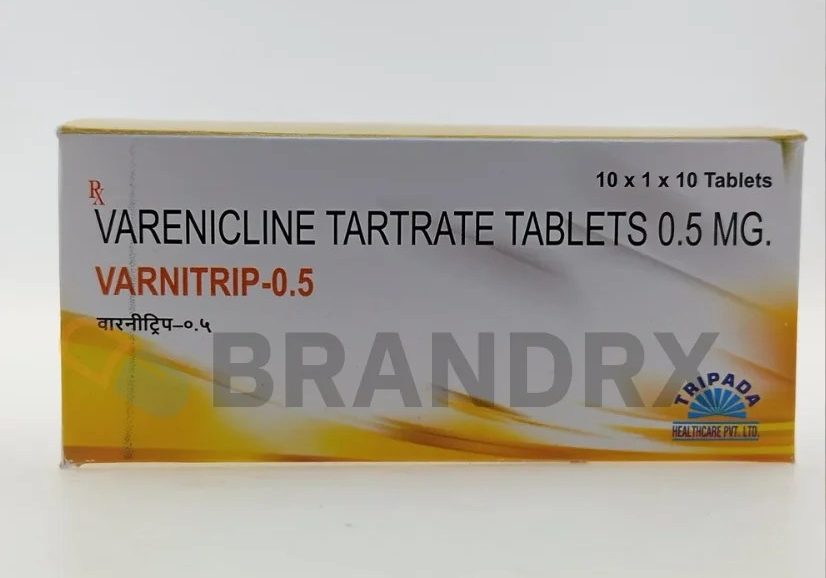 10 x 1 x 10 Tablets
Rx
VARENICLINE TARTRATE TABLETS 0.5 MG.
VARNITRIP-0.5
वारनीट्रिप–०.५
BRANDRX
TRIPADA
HEALTHCARE PVT. LTD.